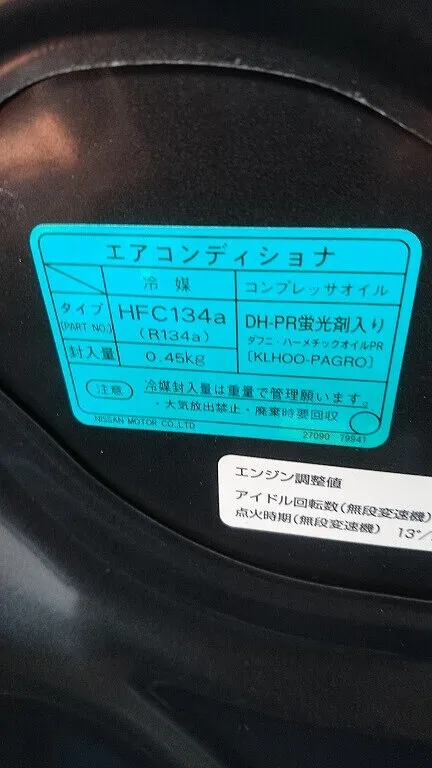 エアコンディショナ
冷媒 コンプレッサオイル
タイプ (PART NO.) HFC134a (R134a) DH-PR蛍光剤入り
ダフニ・ハーメチックオイルPR
[KLHOO-PAGRO]
封入量 0.45kg
注意 冷媒封入量は重量で管理願います。
・大気放出禁止・廃棄時要回収
NISSAN MOTOR CO.,LTD 27090 79941
エンジン調整値
アイドル回転数(無段変速機)
点火時期(無段変速機) 13°/